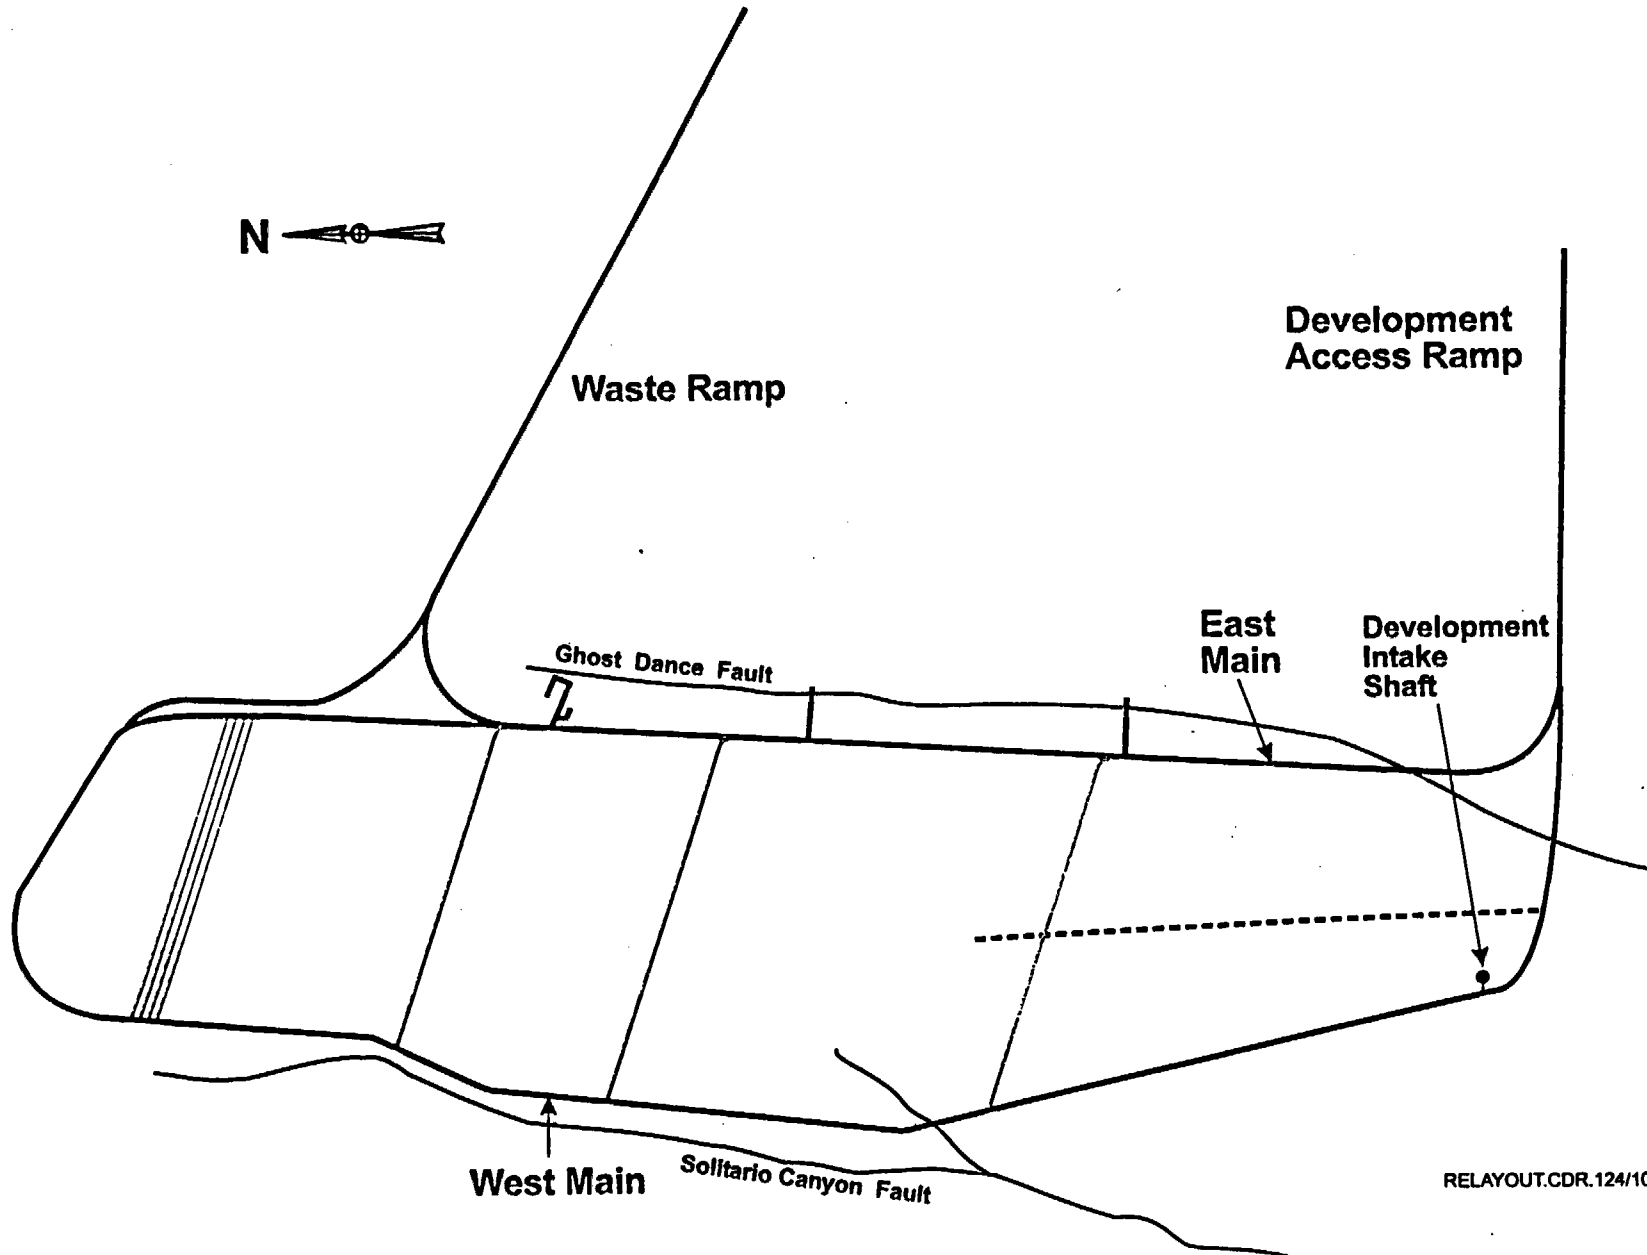 N
Development
Access Ramp
Waste Ramp
East
Main
Development
Intake
Shaft
Ghost Dance Fault
West Main
Solitario Canyon Fault
RELAYOUT.CDR.124/10